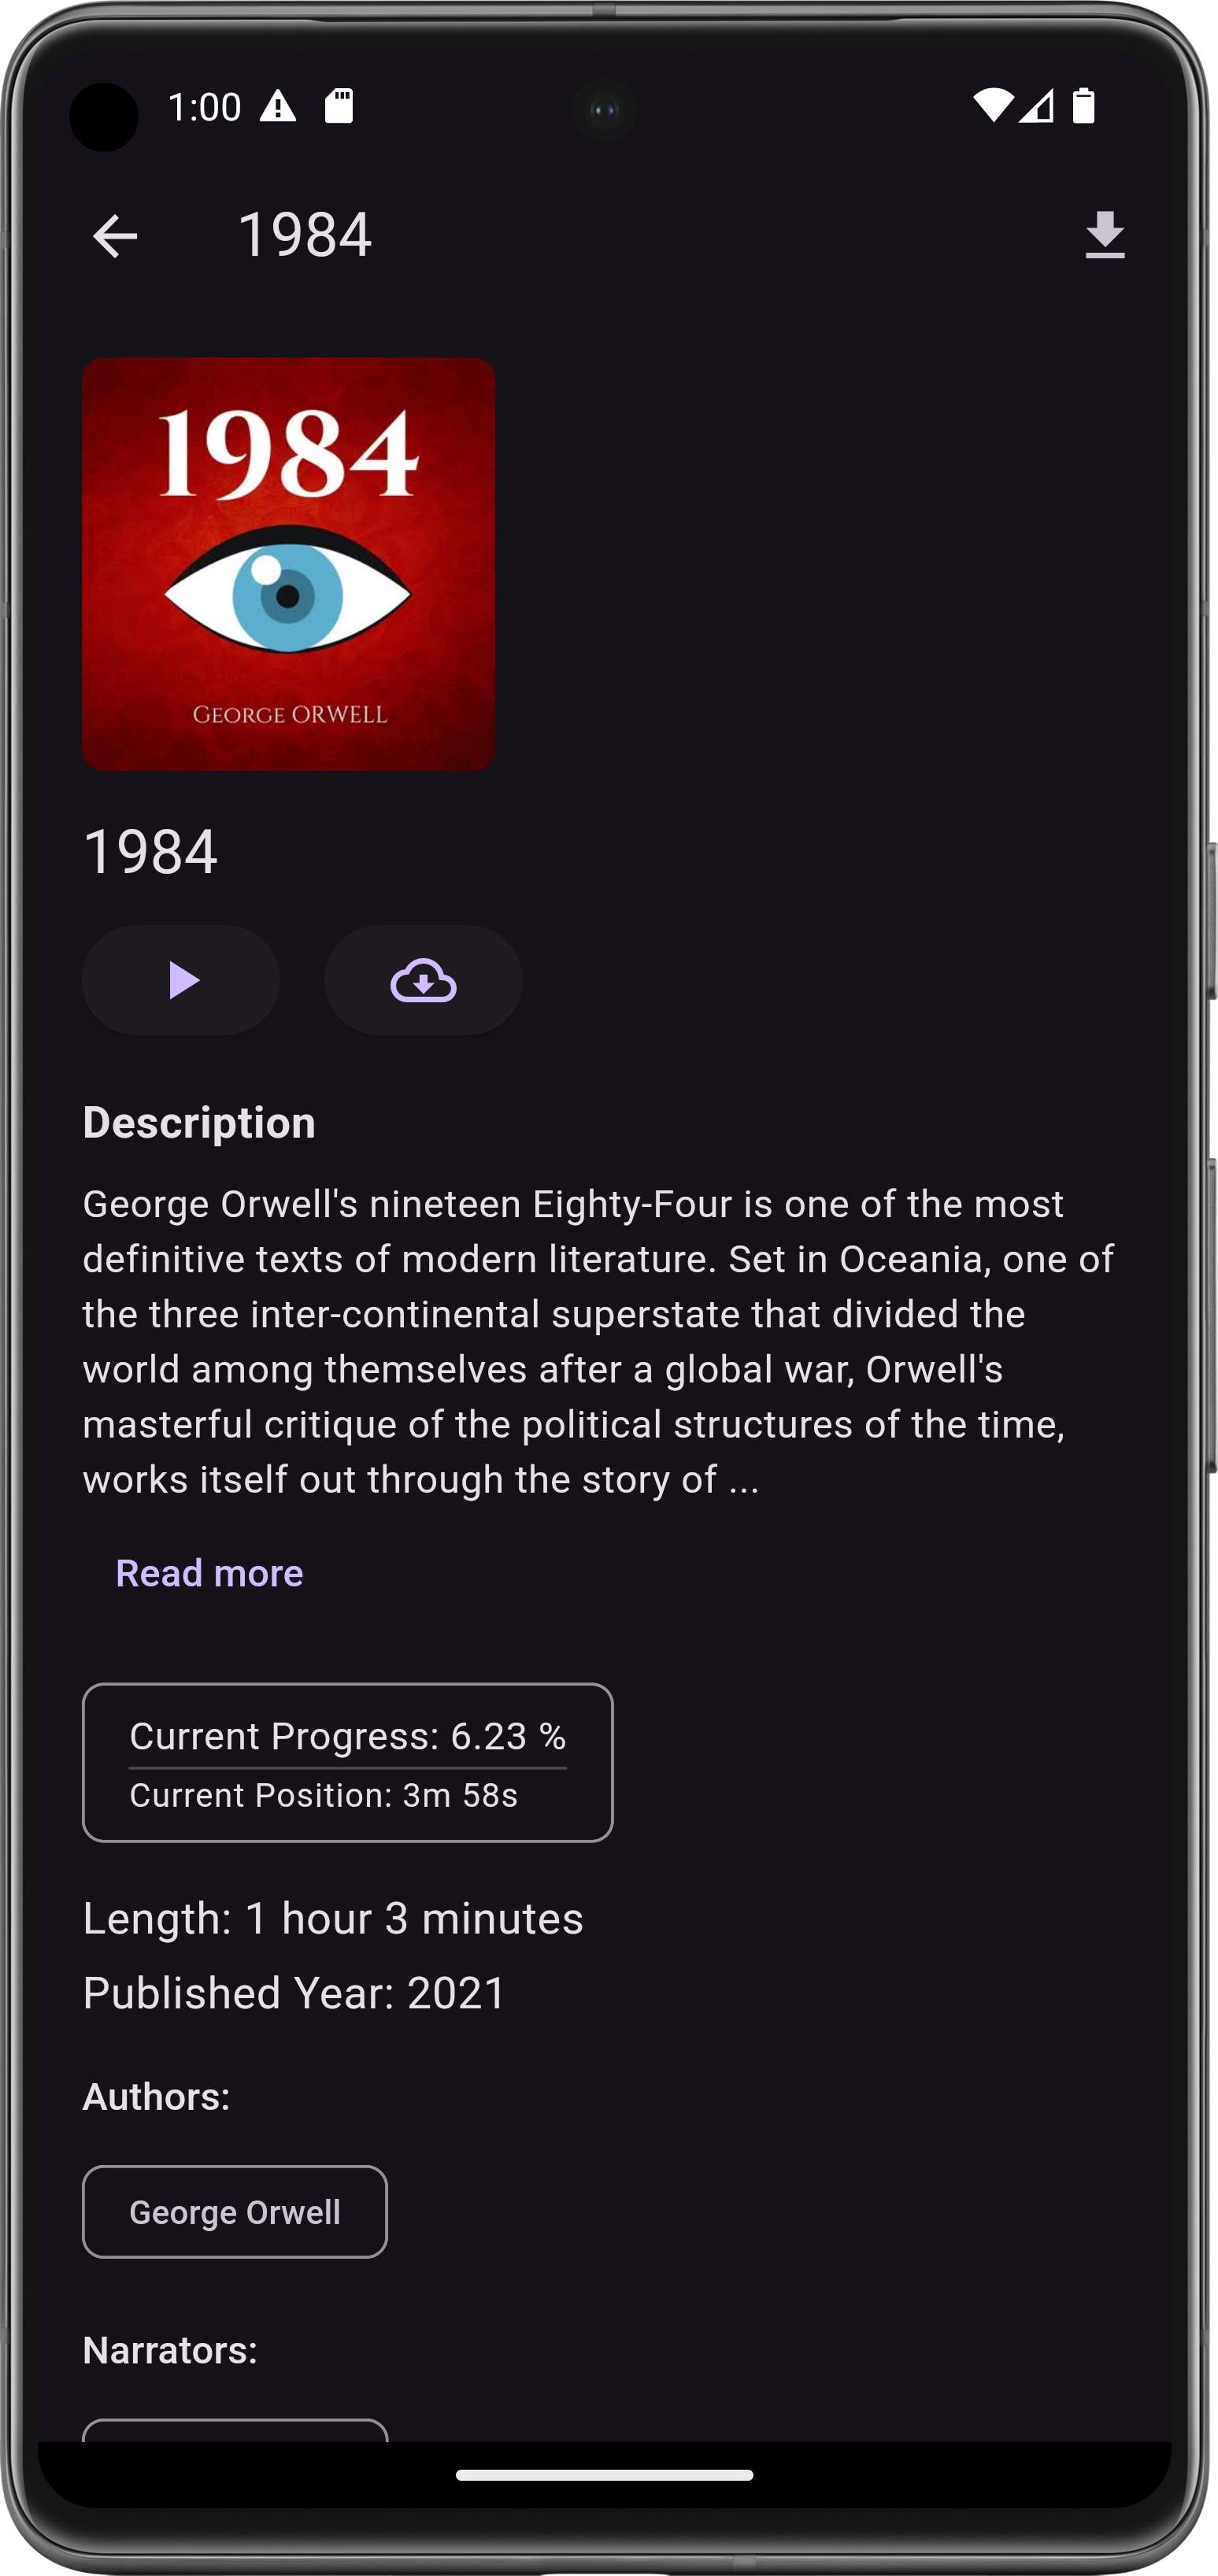 1:00
1984
1984
GEORGE ORWELL
1984
Description
George Orwell's nineteen Eighty-Four is one of the most
definitive texts of modern literature. Set in Oceania, one of
the three inter-continental superstate that divided the
world among themselves after a global war, Orwell's
masterful critique of the political structures of the time,
works itself out through the story of ...
Read more
Current Progress: 6.23 %
Current Position: 3m 58s
Length: 1 hour 3 minutes
Published Year: 2021
Authors:
George Orwell
Narrators: